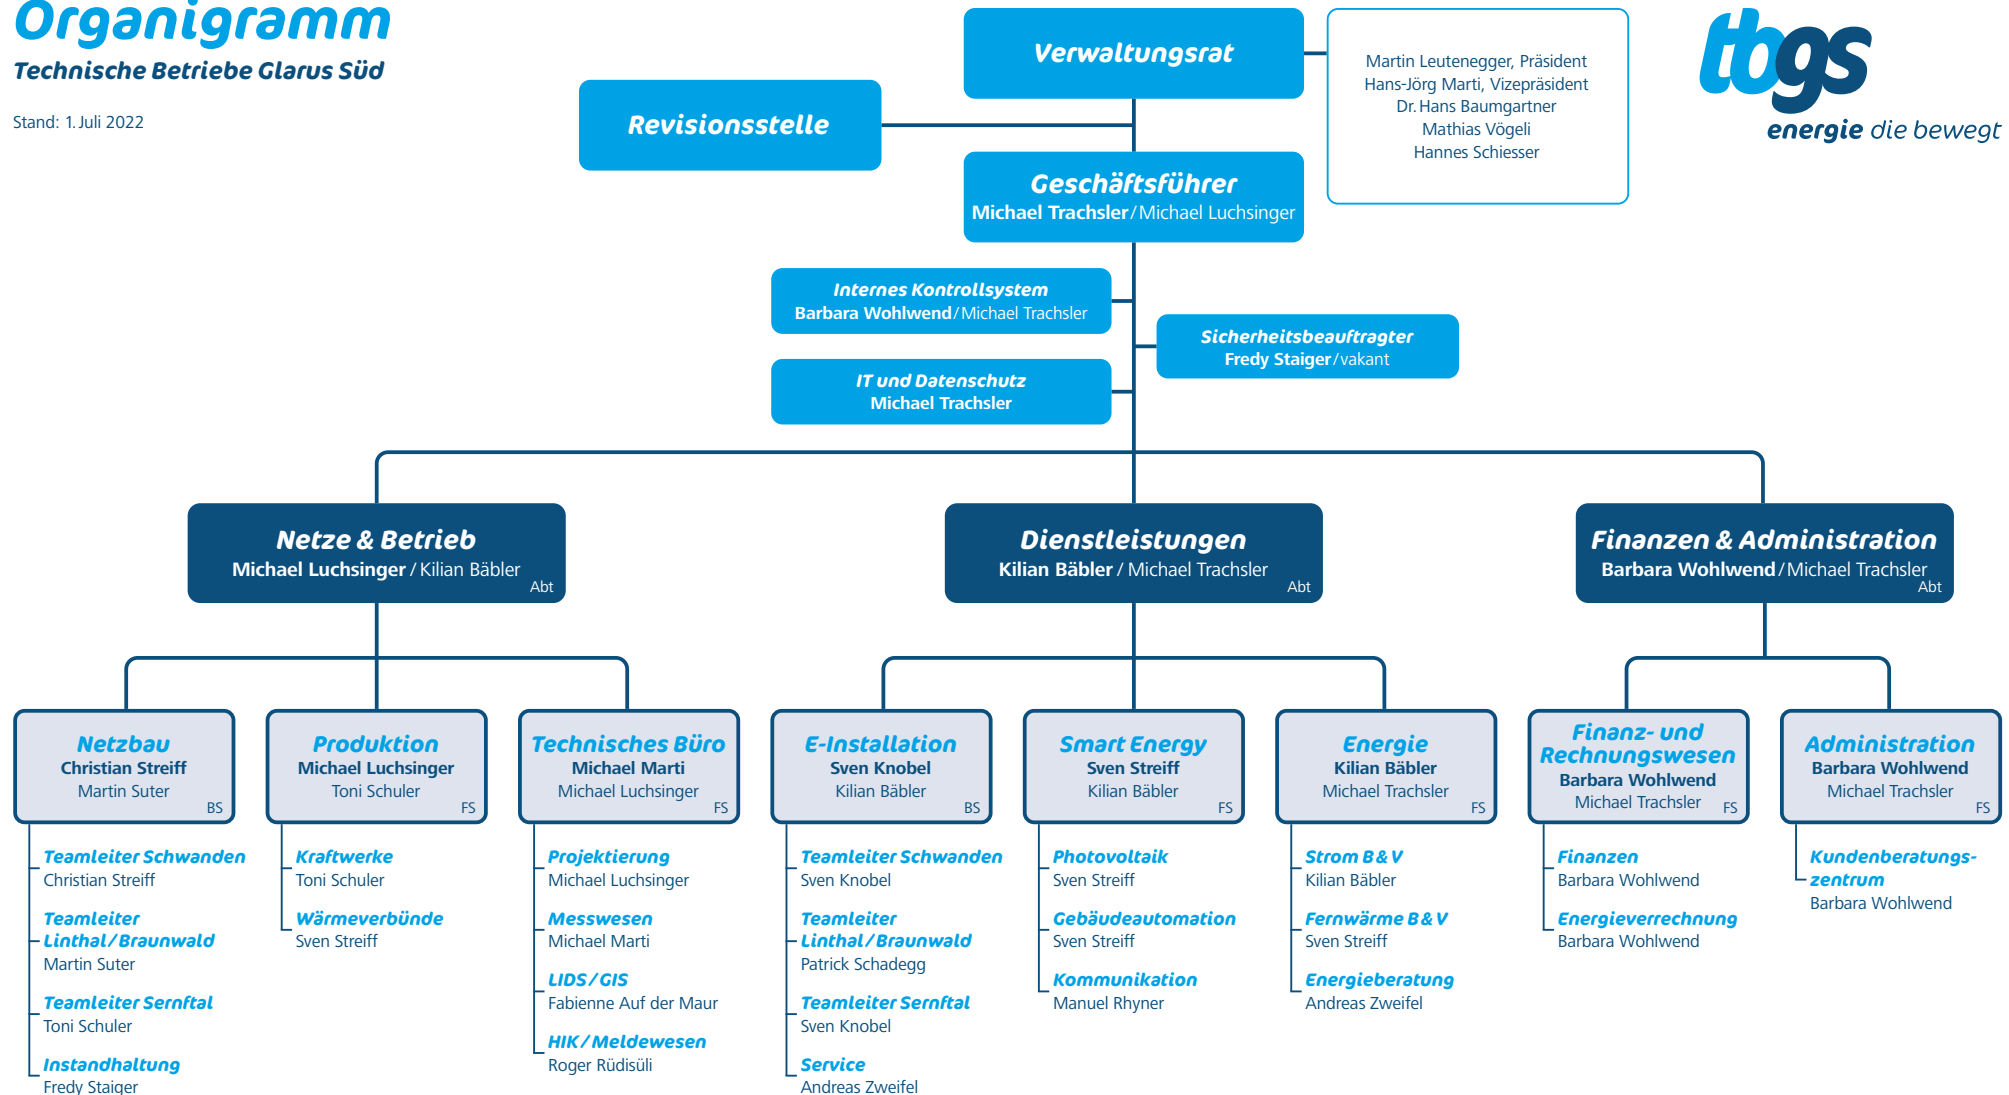 Organigramm
Technische Betriebe Glarus Süd
Stand: 1. Juli 2022
Verwaltungsrat
Martin Leutenegger, Präsident
Hans-Jörg Marti, Vizepräsident
Dr. Hans Baumgartner
Mathias Vögeli
Hannes Schiesser
tbgs
energie die bewegt
Revisionsstelle
Geschäftsführer
Michael Trachsler/Michael Luchsinger
Internes Kontrollsystem
Barbara Wohlwend/Michael Trachsler
Sicherheitsbeauftragter
Fredy Staiger/vakant
IT und Datenschutz
Michael Trachsler
Netze & Betrieb
Michael Luchsinger / Kilian Bäbler
Abt
Dienstleistungen
Kilian Bäbler / Michael Trachsler
Abt
Finanzen & Administration
Barbara Wohlwend/Michael Trachsler
Abt
Netzbau
Christian Streiff
Martin Suter
BS
Teamleiter Schwanden
Christian Streiff
Teamleiter
Linthal/Braunwald
Martin Suter
Teamleiter Sernftal
Toni Schuler
Instandhaltung
Fredy Staiger
Produktion
Michael Luchsinger
Toni Schuler
FS
Kraftwerke
Toni Schuler
Wärmeverbünde
Sven Streiff
Technisches Büro
Michael Marti
Michael Luchsinger
FS
Projektierung
Michael Luchsinger
Messwesen
Michael Marti
LIDS/GIS
Fabienne Auf der Maur
HIK/Meldewesen
Roger Rüdisüli
E-Installation
Sven Knobel
Kilian Bäbler
BS
Teamleiter Schwanden
Sven Knobel
Teamleiter
Linthal/Braunwald
Patrick Schadegg
Teamleiter Sernftal
Sven Knobel
Service
Andreas Zweifel
Smart Energy
Sven Streiff
Kilian Bäbler
FS
Photovoltaik
Sven Streiff
Gebäudeautomation
Sven Streiff
Kommunikation
Manuel Rhyner
Energie
Kilian Bäbler
Michael Trachsler
FS
Strom B & V
Kilian Bäbler
Fernwärme B & V
Sven Streiff
Energieberatung
Andreas Zweifel
Finanz- und
Rechnungswesen
Barbara Wohlwend
Michael Trachsler
FS
Finanzen
Barbara Wohlwend
Energieverrechnung
Barbara Wohlwend
Administration
Barbara Wohlwend
Michael Trachsler
FS
Kundenberatungs-
zentrum
Barbara Wohlwend